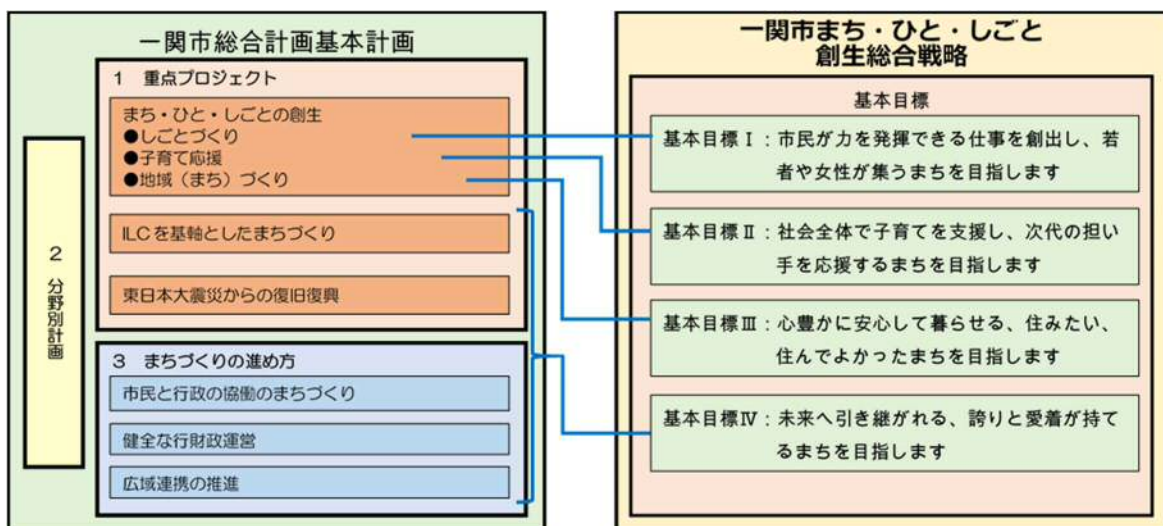 一関市総合計画基本計画
1 重点プロジェクト
まち・ひと・しごとの創生
●しごとづくり
●子育て応援
●地域（まち）づくり
ILCを基軸としたまちづくり
東日本大震災からの復旧復興
2 分野別計画
3 まちづくりの進め方
市民と行政の協働のまちづくり
健全な行財政運営
広域連携の推進
一関市まち・ひと・しごと
創生総合戦略
基本目標
基本目標Ⅰ：市民が力を発揮できる仕事を創出し、若
者や女性が集うまちを目指します
基本目標Ⅱ：社会全体で子育てを支援し、次代の担い
手を応援するまちを目指します
基本目標Ⅲ：心豊かに安心して暮らせる、住みたい、
住んでよかったまちを目指します
基本目標Ⅳ：未来へ引き継がれる、誇りと愛着が持て
るまちを目指します